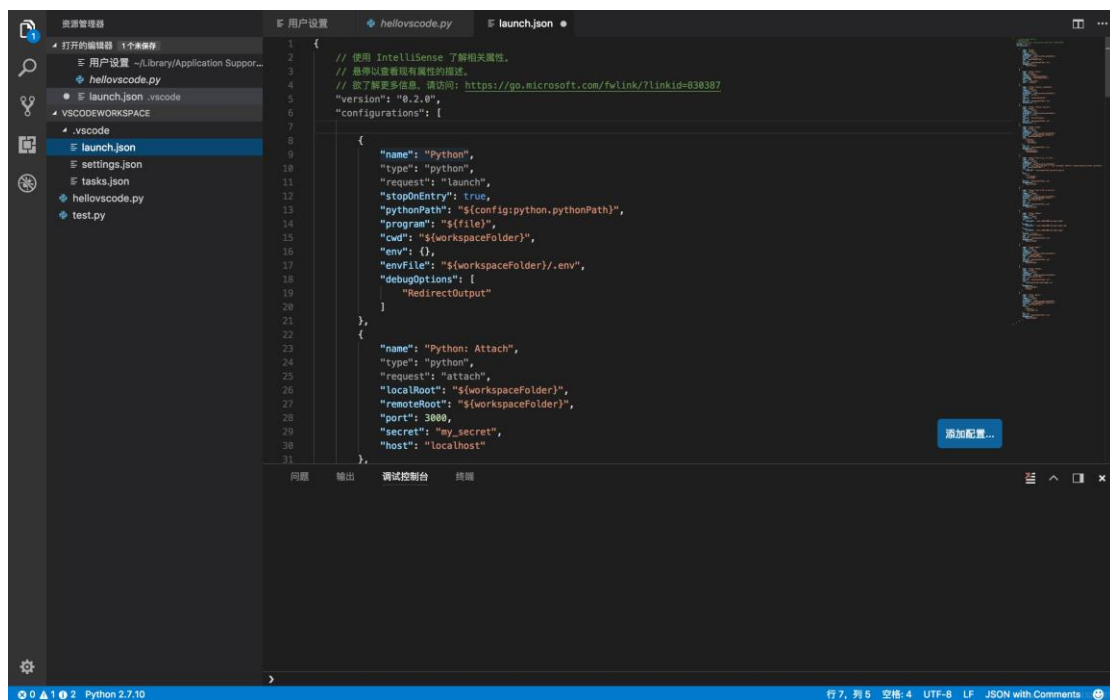 资源管理器
用户设置
hellovscode.py
launch.json
打开的编辑器 1个未保存
用户设置 ~/Library/Application Suppor...
hellovscode.py
launch.json .vscode
VSCODEWORKSPACE
.vscode
launch.json
settings.json
tasks.json
hellovscode.py
test.py
1 {
2 // 使用 IntelliSense 了解相关属性。
3 // 悬停以查看现有属性的描述。
4 // 欲了解更多信息，请访问: https://go.microsoft.com/fwlink/?linkid=830387
5 "version": "0.2.0",
6 "configurations": [
7
8 {
9 "name": "Python",
10 "type": "python",
11 "request": "launch",
12 "stopOnEntry": true,
13 "pythonPath": "${config:python.pythonPath}",
14 "program": "${file}",
15 "cwd": "${workspaceFolder}",
16 "env": {},
17 "envFile": "${workspaceFolder}/.env",
18 "debugOptions": [
19 "RedirectOutput"
20 ]
21 },
22 {
23 "name": "Python: Attach",
24 "type": "python",
25 "request": "attach",
26 "localRoot": "${workspaceFolder}",
27 "remoteRoot": "${workspaceFolder}",
28 "port": 3000,
29 "secret": "my_secret",
30 "host": "localhost"
31 },
添加配置...
问题 输出 调试控制台 终端
1
0 1 2 Python 2.7.10
行 7，列 5 空格: 4 UTF-8 LF JSON with Comments